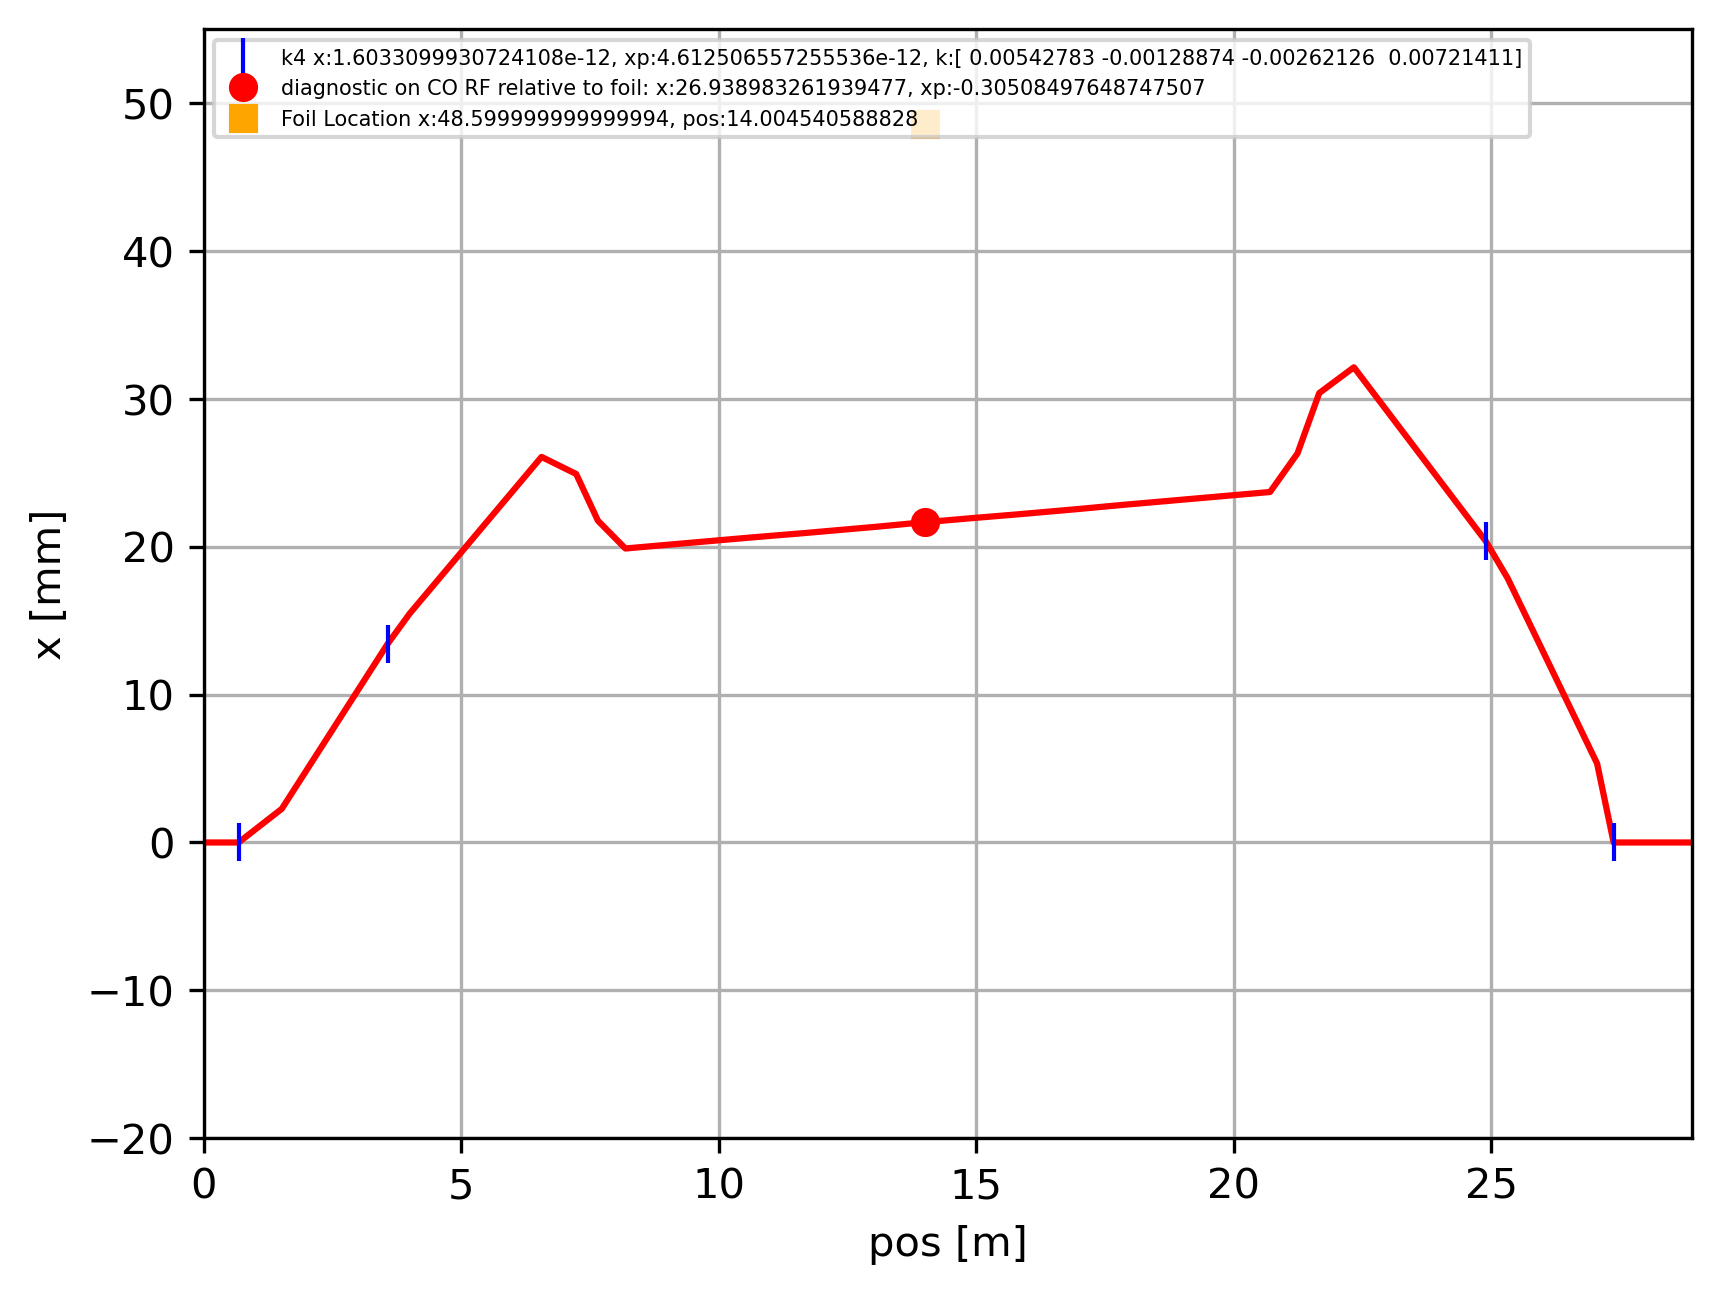 k4 x:1.6033099930724108e-12, xp:4.612506557255536e-12, k:[ 0.00542783 -0.00128874 -0.00262126  0.00721411]
diagnostic on CO RF relative to foil: x:26.938983261939477, xp:-0.30508497648747507
Foil Location x:48.599999999999994, pos:14.004540588828
50
40
30
20
10
0
−10
−20
x [mm]
0 5 10 15 20 25
pos [m]